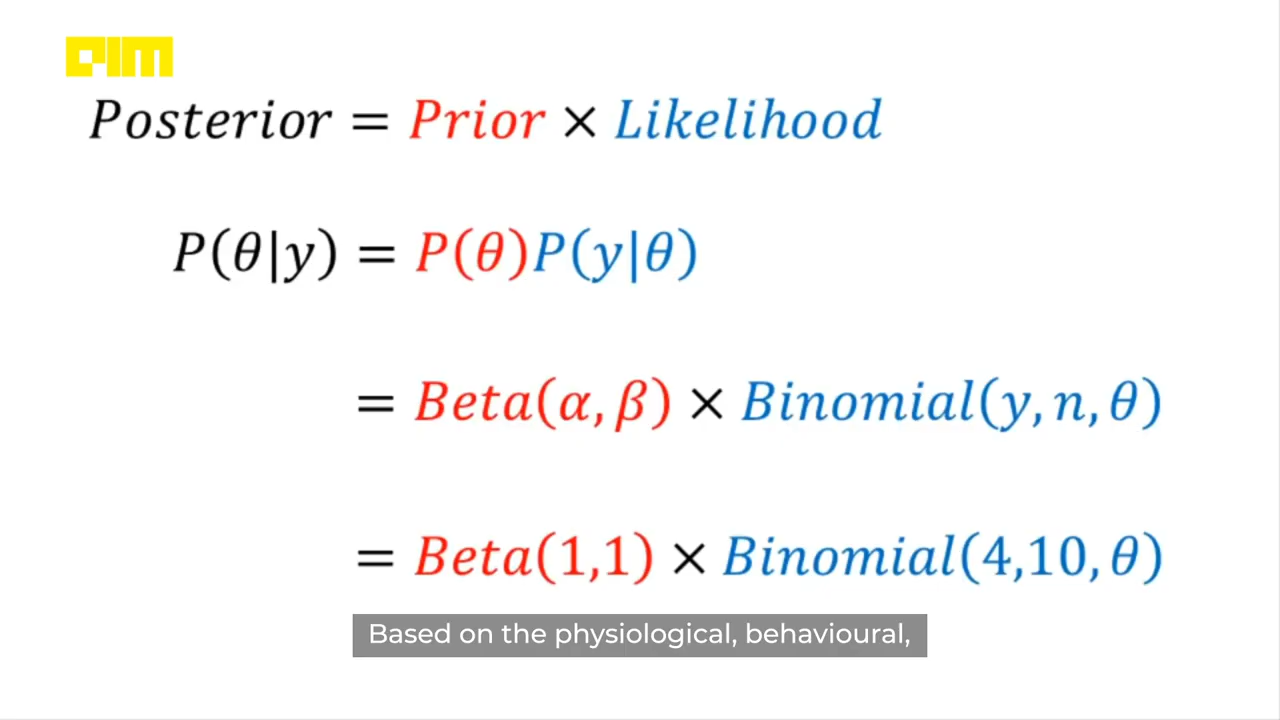 AIM
Posterior = Prior × Likelihood
P(θ|y) = P(θ)P(y|θ)
= Beta(α, β) × Binomial(y, n, θ)
= Beta(1,1) × Binomial(4,10, θ)
Based on the physiological, behavioural,